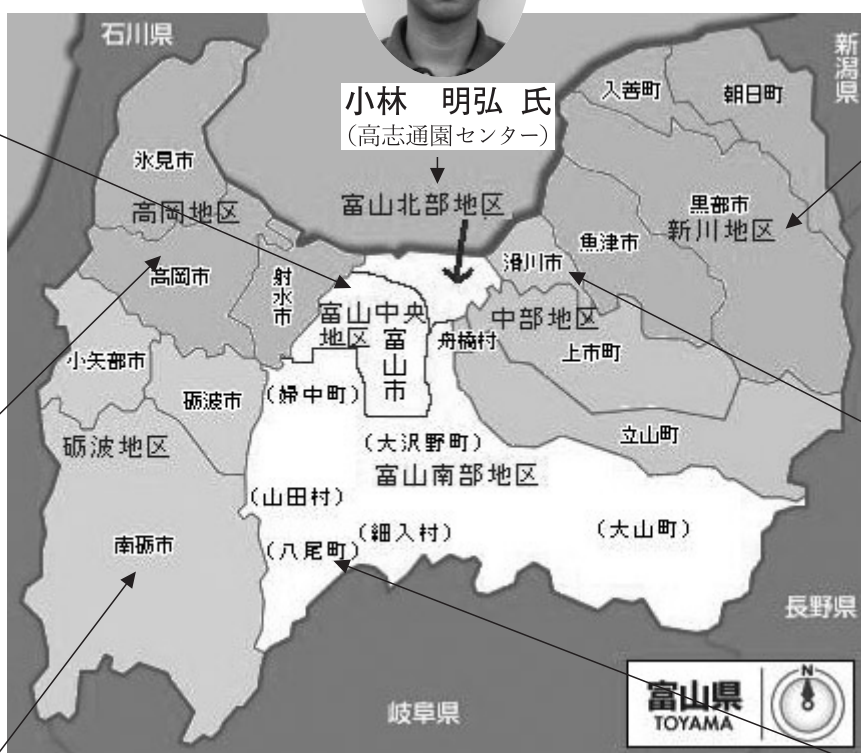 石川県
新潟県
小林 明弘 氏
(高志通園センター)
入善町
朝日町
氷見市
高岡地区
富山北部地区
黒部市
新川地区
魚津市
滑川市
高岡市
射水市
富山中央
地区
富山市
舟橋村
中部地区
上市町
小矢部市
砺波市
(婦中町)
立山町
砺波地区
(大沢野町)
富山南部地区
(山田村)
(細入村)
(大山町)
南砺市
(八尾町)
長野県
岐阜県
富山県
TOYAMA
N